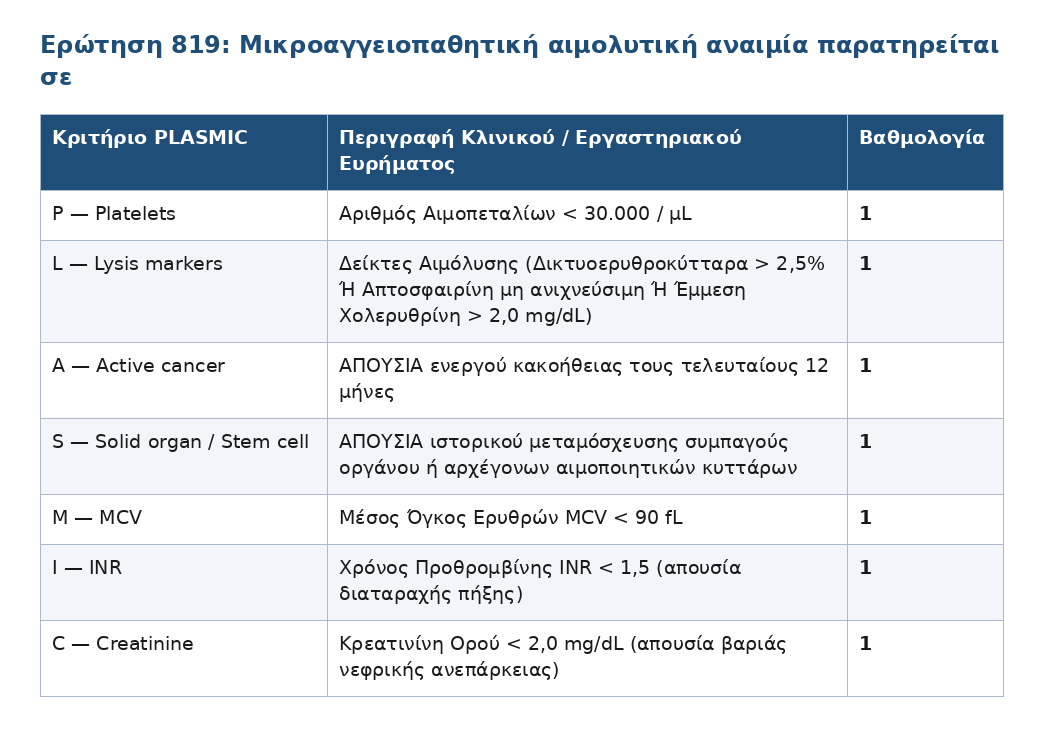 Ερώτηση 819: Μικροαγγειοπαθητική αιμολυτική αναιμία παρατηρείται
σε
Κριτήριο PLASMIC
Περιγραφή Κλινικού / Εργαστηριακού
Ευρήματος
Βαθμολογία
P — Platelets
Αριθμός Αιμοπεταλίων < 30.000 / μL
1
L — Lysis markers
Δείκτες Αιμόλυσης (Δικτυοερυθροκύτταρα > 2,5%
Ή Απτοσφαιρίνη μη ανιχνεύσιμη Ή Έμμεση
Χολερυθρίνη > 2,0 mg/dL)
1
A — Active cancer
ΑΠΟΥΣΙΑ ενεργού κακοήθειας τους τελευταίους 12
μήνες
1
S — Solid organ / Stem cell
ΑΠΟΥΣΙΑ ιστορικού μεταμόσχευσης συμπαγούς
οργάνου ή αρχέγονων αιμοποιητικών κυττάρων
1
M — MCV
Μέσος Όγκος Ερυθρών MCV < 90 fL
1
I — INR
Χρόνος Προθρομβίνης INR < 1,5 (απουσία
διαταραχής πήξης)
1
C — Creatinine
Κρεατινίνη Ορού < 2,0 mg/dL (απουσία βαριάς
νεφρικής ανεπάρκειας)
1